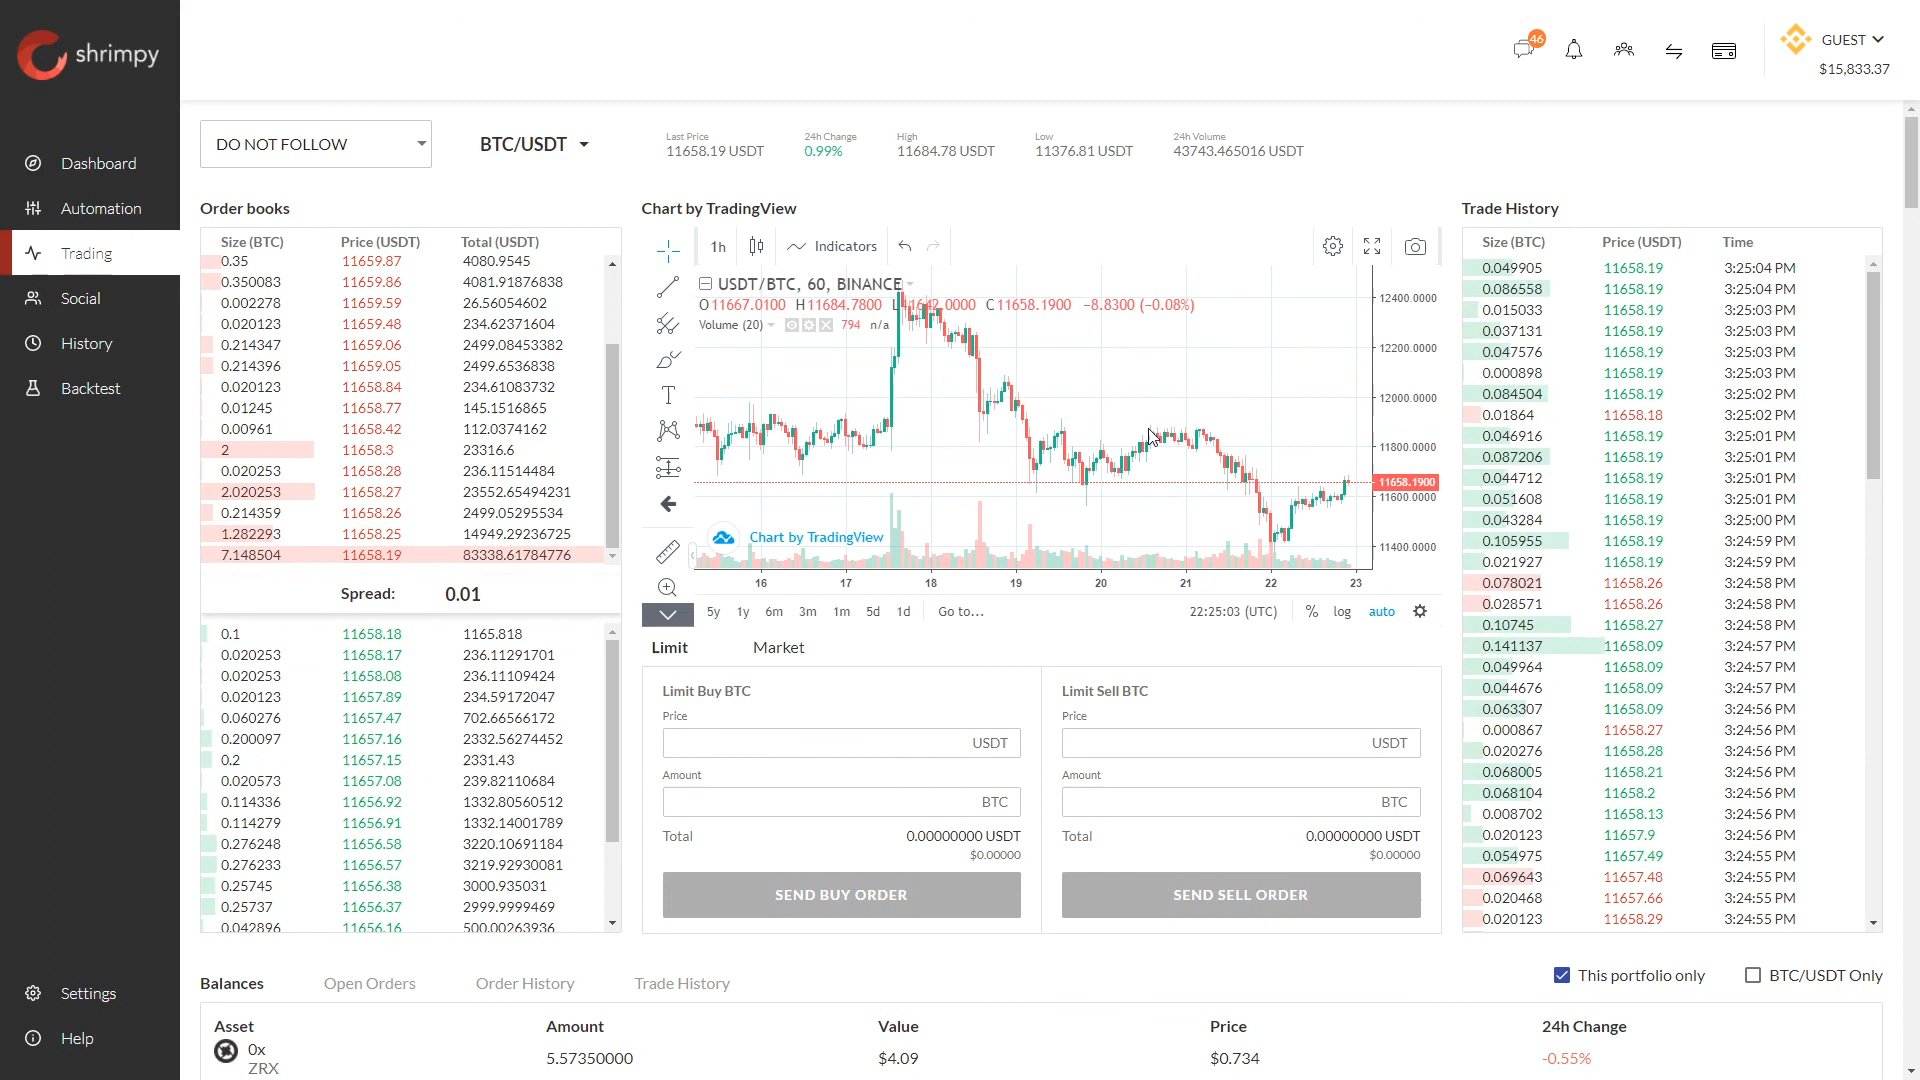 shrimpy
Dashboard
Automation
Trading
Social
History
Backtest
Settings
Help
46
GUEST
$15,833.37
DO NOT FOLLOW
BTC/USDT
Last Price
11658.19 USDT
24h Change
0.99%
High
11684.78 USDT
Low
11376.81 USDT
24h Volume
43743.465016 USDT
Order books
Size (BTC) Price (USDT) Total (USDT)
0.35 11659.87 4080.9545
0.350083 11659.86 4081.91876838
0.002278 11659.59 26.56054602
0.020123 11659.48 234.62371604
0.214347 11659.06 2499.08453382
0.214396 11659.05 2499.6536838
0.020123 11658.84 234.61083732
0.01245 11658.77 145.1516865
0.00961 11658.42 112.0374162
2 11658.3 23316.6
0.020253 11658.28 236.11514484
2.020253 11658.27 23552.65494231
0.214359 11658.26 2499.05295534
1.282293 11658.25 14949.29236725
7.148504 11658.19 83338.61784776
Spread: 0.01
0.1 11658.18 1165.818
0.020253 11658.17 236.11291701
0.020253 11658.08 236.11109424
0.020123 11657.89 234.59172047
0.060276 11657.47 702.66566172
0.200097 11657.16 2332.56274452
0.2 11657.15 2331.43
0.020573 11657.08 239.82110684
0.114336 11656.92 1332.80560512
0.114279 11656.91 1332.14001789
0.276248 11656.58 3220.10691184
0.276233 11656.57 3219.92930081
0.25745 11656.38 3000.935031
0.25737 11656.37 2999.9999469
0.042896 11656.16 500.00263936
Chart by TradingView
1h Indicators
USDT/BTC, 60, BINANCE
O11667.0100 H11684.7800 L11642.0000 C11658.1900 −8.8300 (−0.08%)
Volume (20) 794 n/a
12400.0000
12200.0000
12000.0000
11800.0000
11658.1900
11600.0000
11400.0000
Chart by TradingView
16 17 18 19 20 21 22 23
5y 1y 6m 3m 1m 5d 1d Go to... 22:25:03 (UTC) % log auto
Limit Market
Limit Buy BTC
Price
USDT
Amount
BTC
Total 0.00000000 USDT
$0.00000
SEND BUY ORDER
Limit Sell BTC
Price
USDT
Amount
BTC
Total 0.00000000 USDT
$0.00000
SEND SELL ORDER
Trade History
Size (BTC) Price (USDT) Time
0.049905 11658.19 3:25:04 PM
0.086558 11658.19 3:25:04 PM
0.015033 11658.19 3:25:03 PM
0.037131 11658.19 3:25:03 PM
0.047576 11658.19 3:25:03 PM
0.000898 11658.19 3:25:03 PM
0.084504 11658.19 3:25:02 PM
0.01864 11658.18 3:25:02 PM
0.046916 11658.19 3:25:01 PM
0.087206 11658.19 3:25:01 PM
0.044712 11658.19 3:25:01 PM
0.051608 11658.19 3:25:01 PM
0.043284 11658.19 3:25:00 PM
0.105955 11658.19 3:24:59 PM
0.021927 11658.19 3:24:59 PM
0.078021 11658.26 3:24:58 PM
0.028571 11658.26 3:24:58 PM
0.10745 11658.27 3:24:58 PM
0.141137 11658.09 3:24:57 PM
0.049964 11658.09 3:24:57 PM
0.044676 11658.09 3:24:57 PM
0.063307 11658.09 3:24:56 PM
0.000867 11658.27 3:24:56 PM
0.020276 11658.28 3:24:56 PM
0.068005 11658.21 3:24:56 PM
0.068104 11658.2 3:24:56 PM
0.008702 11658.13 3:24:56 PM
0.020123 11657.9 3:24:56 PM
0.054975 11657.49 3:24:55 PM
0.069643 11657.48 3:24:55 PM
0.020468 11657.66 3:24:55 PM
0.020123 11658.29 3:24:55 PM
Balances Open Orders Order History Trade History This portfolio only BTC/USDT Only
Asset Amount Value Price 24h Change
0x
ZRX
5.57350000 $4.09 $0.734 -0.55%